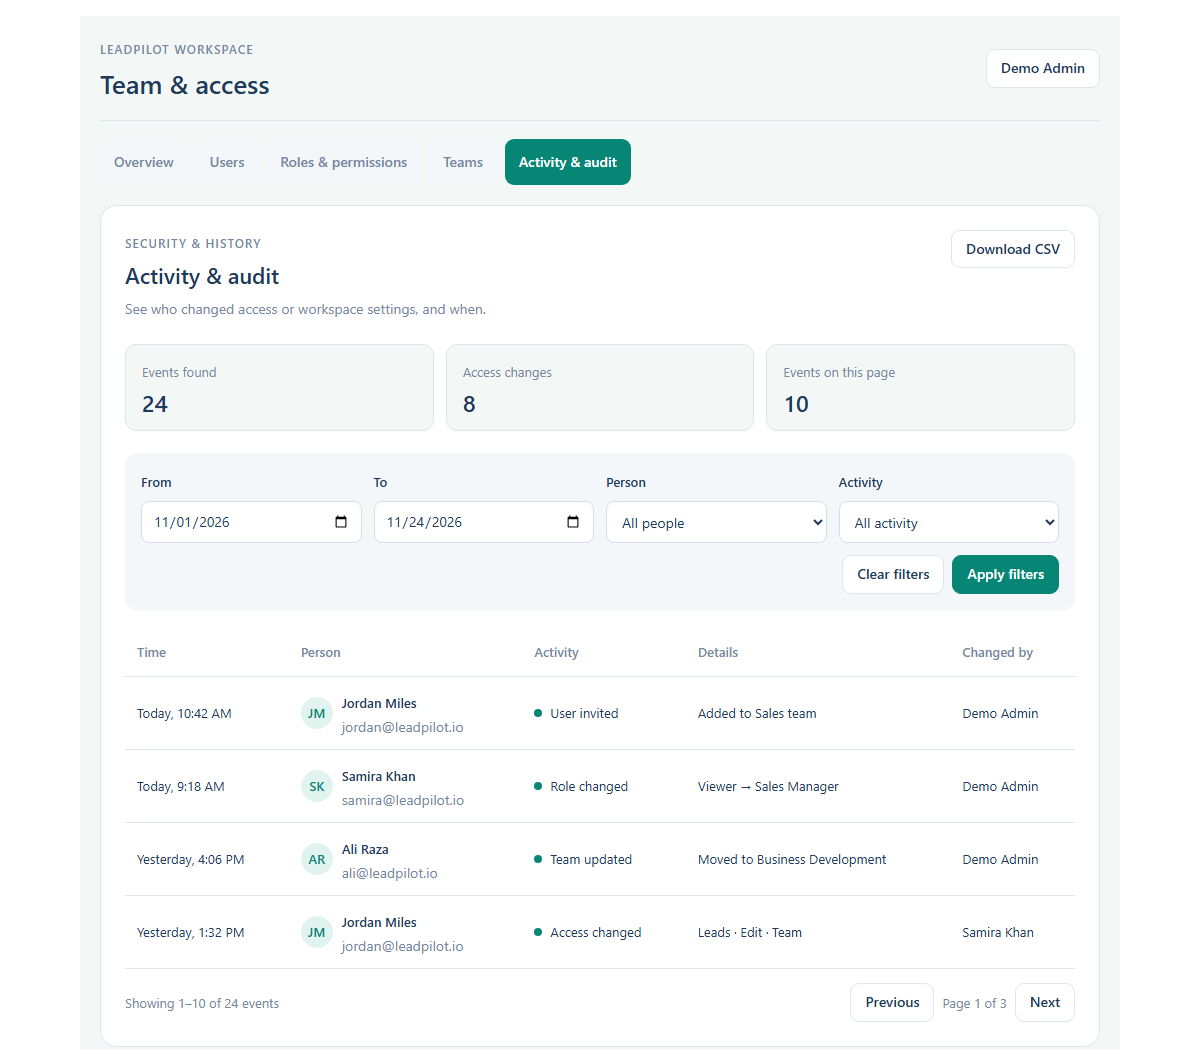 LEADPILOT WORKSPACE
Team & access
Demo Admin
Overview Users Roles & permissions Teams Activity & audit
SECURITY & HISTORY
Activity & audit
Download CSV
See who changed access or workspace settings, and when.
Events found
24
Access changes
8
Events on this page
10
From To Person Activity
11/01/2026 11/24/2026 All people All activity
Clear filters Apply filters
Time Person Activity Details Changed by
Today, 10:42 AM JM Jordan Miles User invited Added to Sales team Demo Admin
jordan@leadpilot.io
Today, 9:18 AM SK Samira Khan Role changed Viewer → Sales Manager Demo Admin
samira@leadpilot.io
Yesterday, 4:06 PM AR Ali Raza Team updated Moved to Business Development Demo Admin
ali@leadpilot.io
Yesterday, 1:32 PM JM Jordan Miles Access changed Leads · Edit · Team Samira Khan
jordan@leadpilot.io
Showing 1–10 of 24 events Previous Page 1 of 3 Next